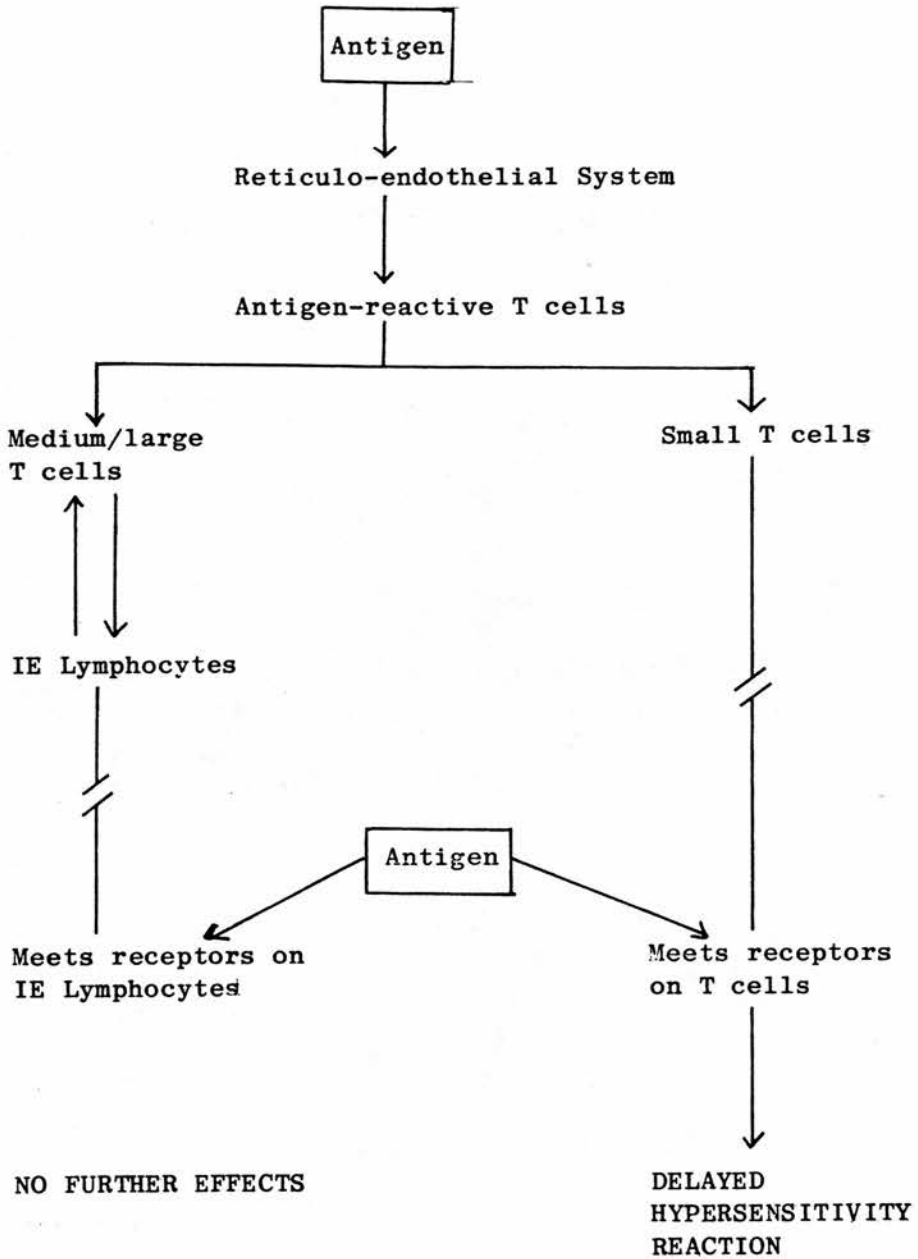 Antigen
Reticulo-endothelial System
Antigen-reactive T cells
Medium/large
T cells
Small T cells
IE Lymphocytes
Antigen
Meets receptors on
IE Lymphocytes
Meets receptors
on T cells
NO FURTHER EFFECTS
DELAYED
HYPERSENSITIVITY
REACTION